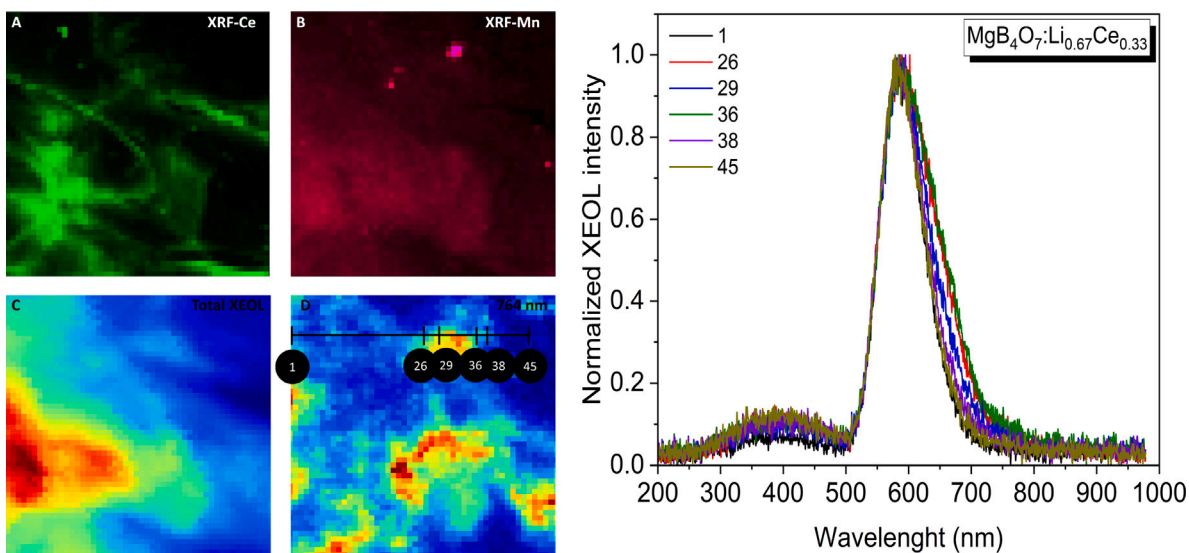 A XRF-Ce
B XRF-Mn
C Total XEOL
D 764 nm
1 26 29 36 38 45
MgB₄O₇:Li₀.₆₇Ce₀.₃₃
1
26
29
36
38
45
Normalized XEOL intensity
1.0
0.8
0.6
0.4
0.2
0.0
200 300 400 500 600 700 800 900 1000
Wavelenght (nm)